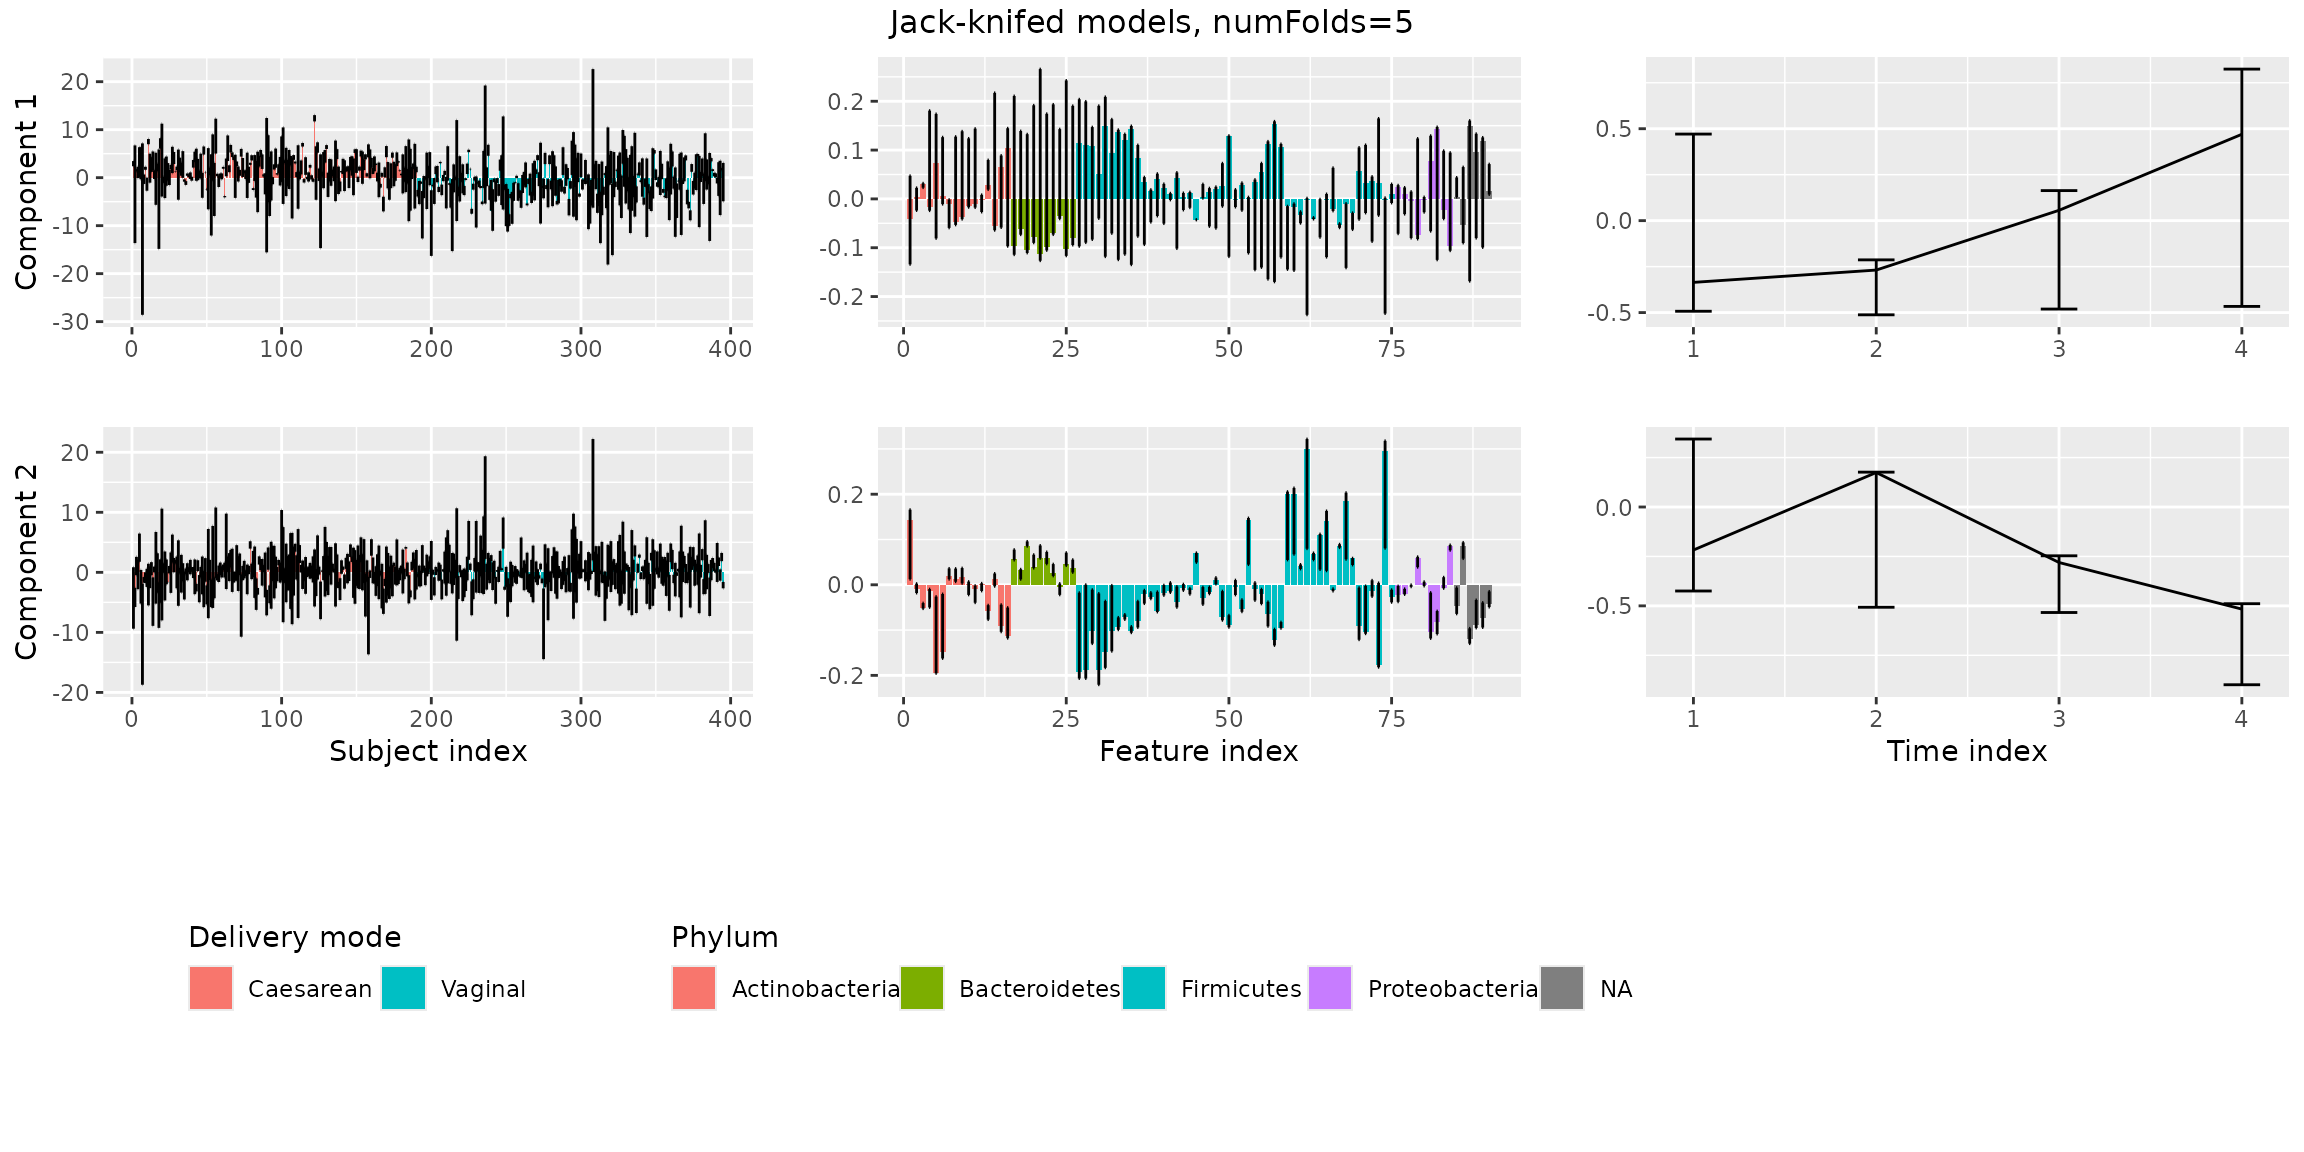 Jack-knifed models, numFolds=5
Component 1
20
10
0
-10
-20
-30
0 100 200 300 400
0.2
0.1
0.0
-0.1
-0.2
0 25 50 75
0.5
0.0
-0.5
1 2 3 4
Component 2
20
10
0
-10
-20
0 100 200 300 400
Subject index
0.2
0.0
-0.2
0 25 50 75
Feature index
0.0
-0.5
1 2 3 4
Time index
Delivery mode
Caesarean Vaginal
Phylum
Actinobacteria Bacteroidetes Firmicutes Proteobacteria NA